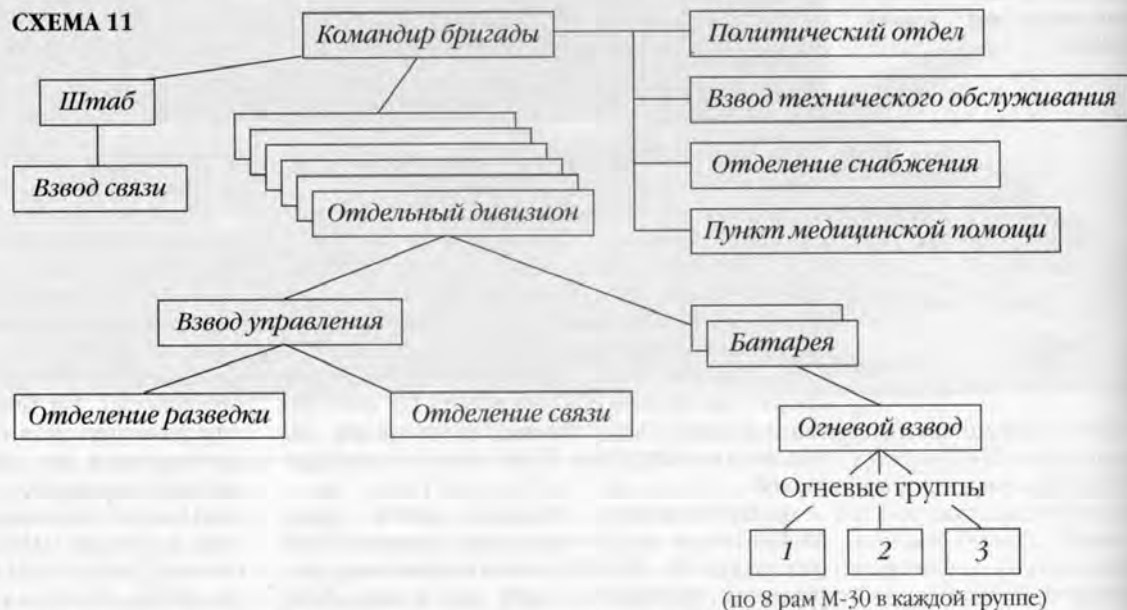 СХЕМА 11
Командир бригады
Политический отдел
Штаб
Взвод технического обслуживания
Взвод связи
Отделение снабжения
Отдельный дивизион
Пункт медицинской помощи
Взвод управления
Батарея
Отделение разведки
Отделение связи
Огневой взвод
Огневые группы
1
2
3
(по 8 рам М-30 в каждой группе)